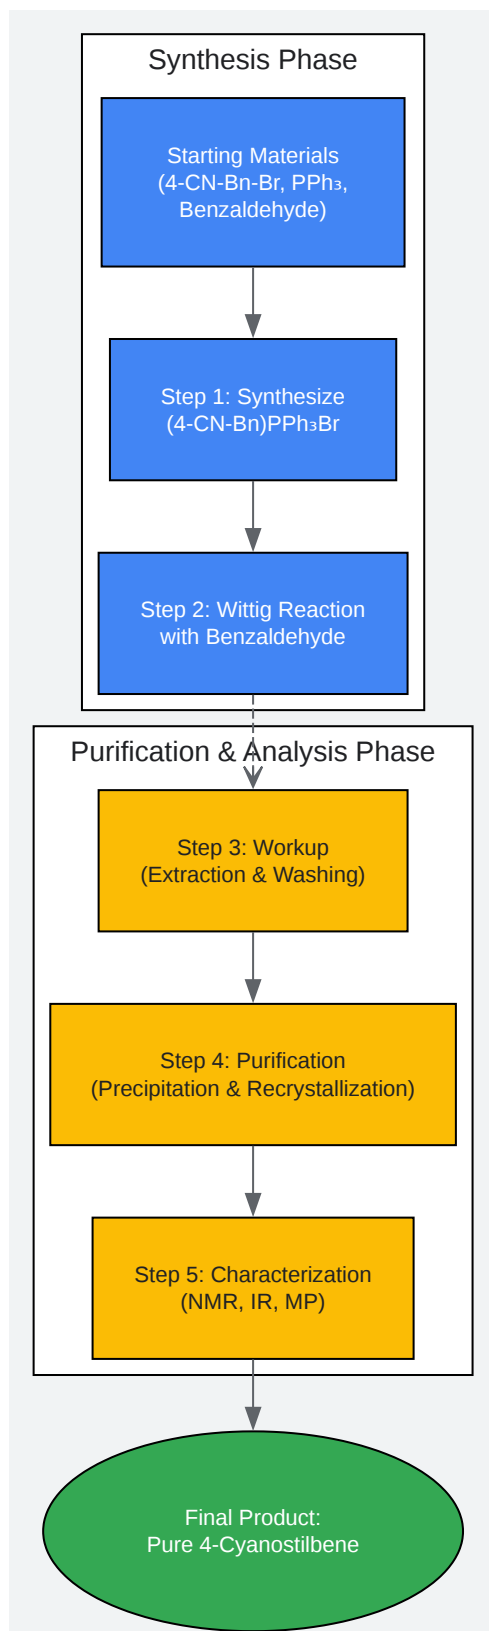 Synthesis Phase
Starting Materials
(4-CN-Bn-Br, PPh₃,
Benzaldehyde)
Step 1: Synthesize
(4-CN-Bn)PPh₃Br
Step 2: Wittig Reaction
with Benzaldehyde
Purification & Analysis Phase
Step 3: Workup
(Extraction & Washing)
Step 4: Purification
(Precipitation & Recrystallization)
Step 5: Characterization
(NMR, IR, MP)
Final Product:
Pure 4-Cyanostilbene